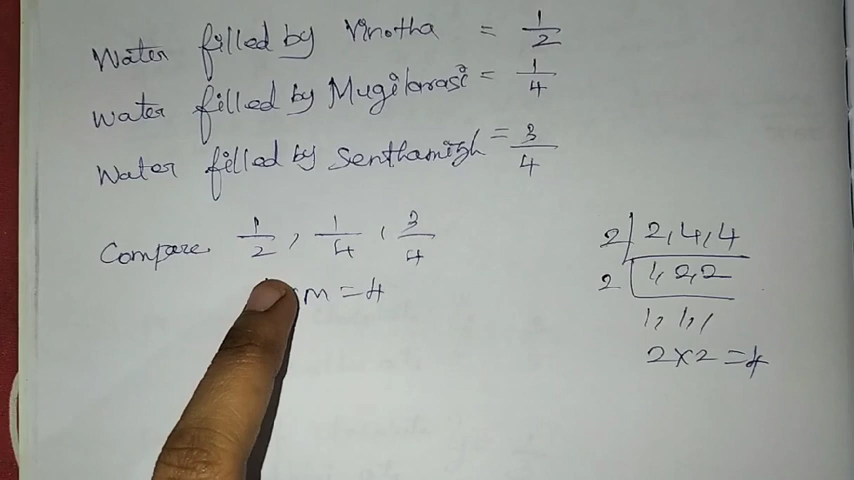 Water filled by Vinotha = 1/2
Water filled by Mugilarasi = 1/4
Water filled by Senthamizh = 3/4
Compare 1/2, 1/4, 3/4
m = 4
2 | 2, 4, 4
2 | 1, 2, 2
1, 1, 1
2 x 2 = 4